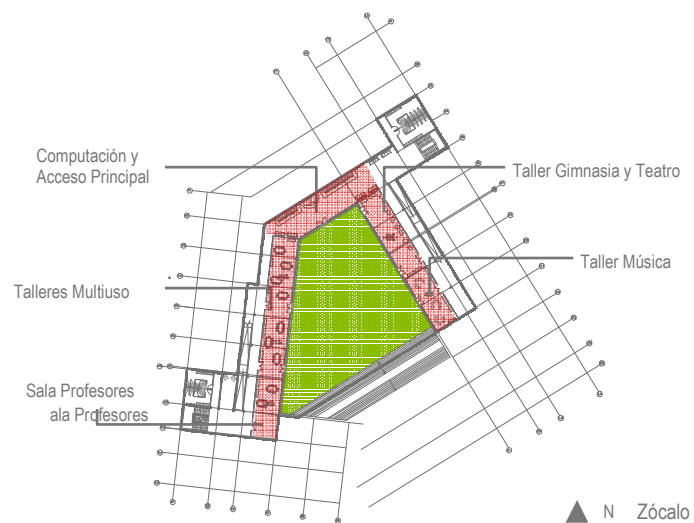 Computación y
Acceso Principal
Taller Gimnasia y Teatro
Taller Música
Talleres Multiuso
Sala Profesores
ala Profesores
N Zócalo